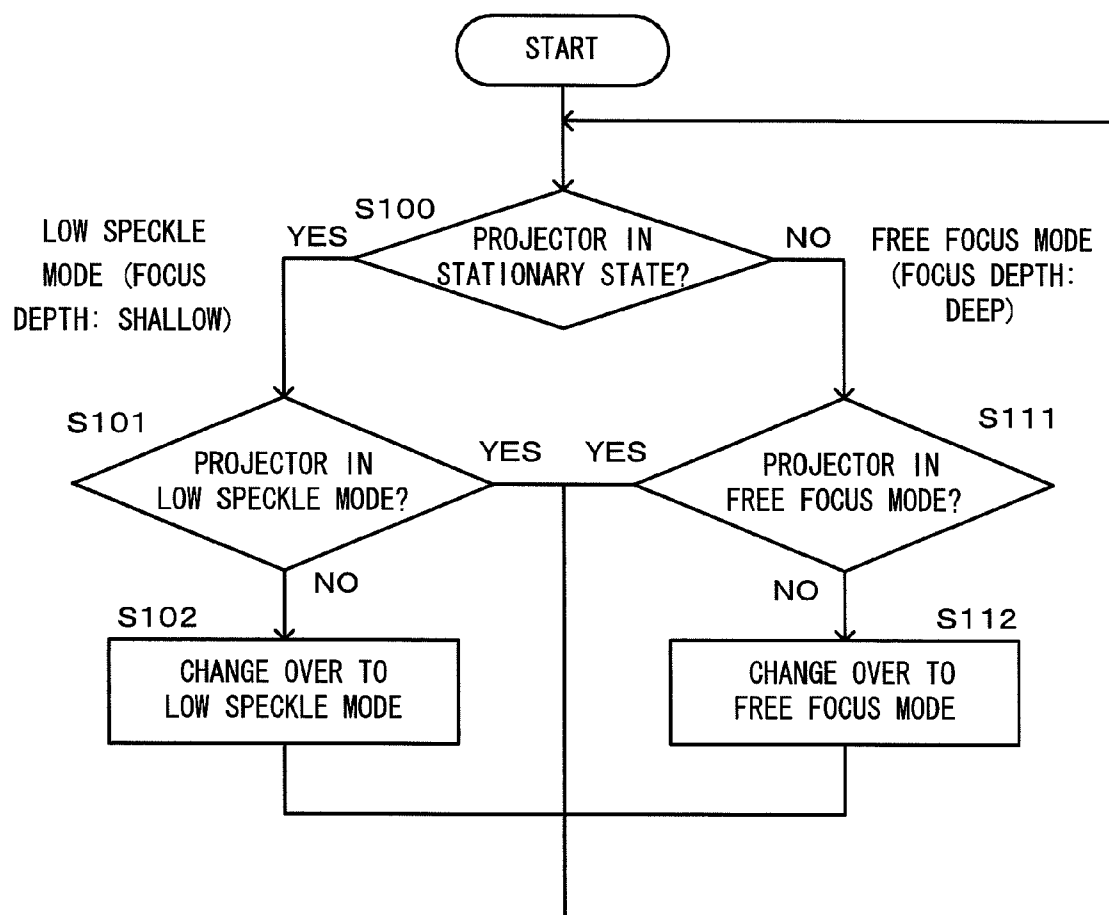 START
S100
LOW SPECKLE
MODE (FOCUS
DEPTH: SHALLOW)
YES
PROJECTOR IN
STATIONARY STATE?
NO
FREE FOCUS MODE
(FOCUS DEPTH:
DEEP)
S101
PROJECTOR IN
LOW SPECKLE MODE?
YES
YES
S111
PROJECTOR IN
FREE FOCUS MODE?
NO
NO
S102
CHANGE OVER TO
LOW SPECKLE MODE
S112
CHANGE OVER TO
FREE FOCUS MODE